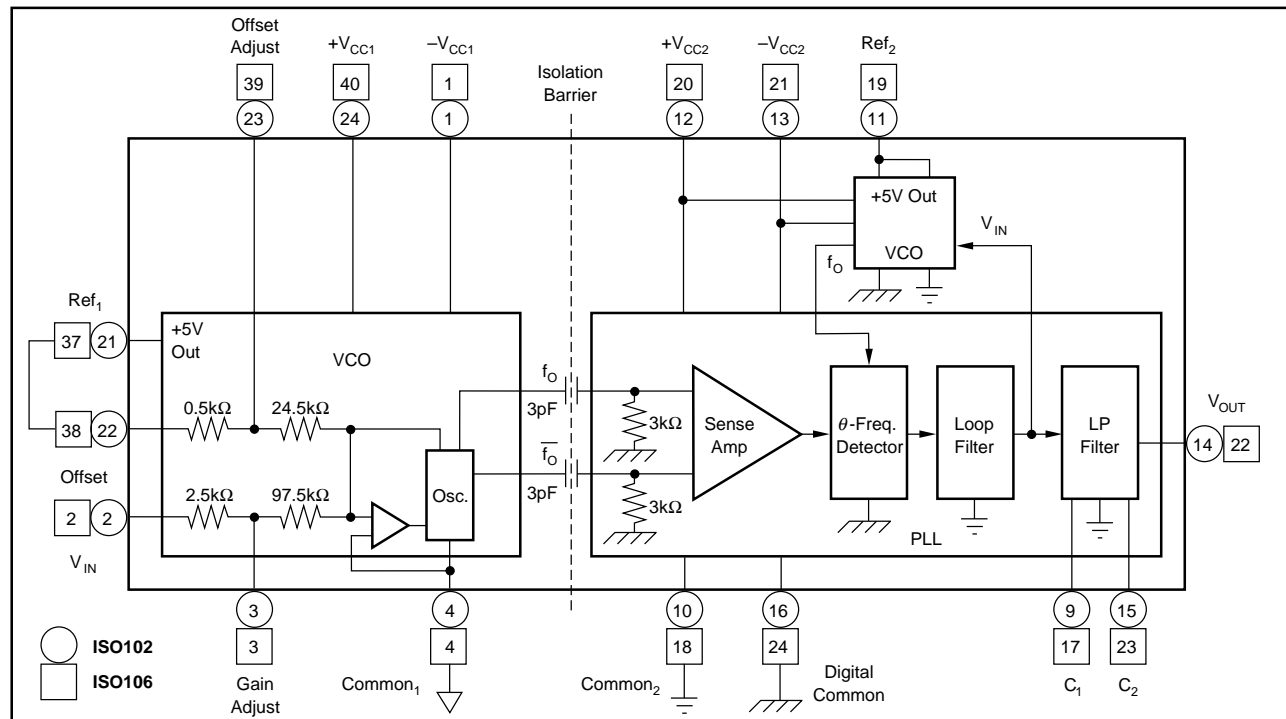 Offset
Adjust
+VCC1
–VCC1
Isolation
Barrier
+VCC2
–VCC2
Ref2
39
40
1
20
21
19
23
24
1
12
13
11
+5V Out
VCO
VIN
fO
Ref1
37
21
+5V
Out
VCO
38
22
0.5kΩ
24.5kΩ
Offset
2
2
VIN
2.5kΩ
97.5kΩ
Osc.
fO
3pF
fO
3pF
3kΩ
3kΩ
Sense
Amp
θ-Freq.
Detector
Loop
Filter
LP
Filter
PLL
VOUT
14
22
3
4
10
16
9
15
3
4
18
24
17
23
Gain
Adjust
Common1
Common2
Digital
Common
C1
C2
ISO102
ISO106